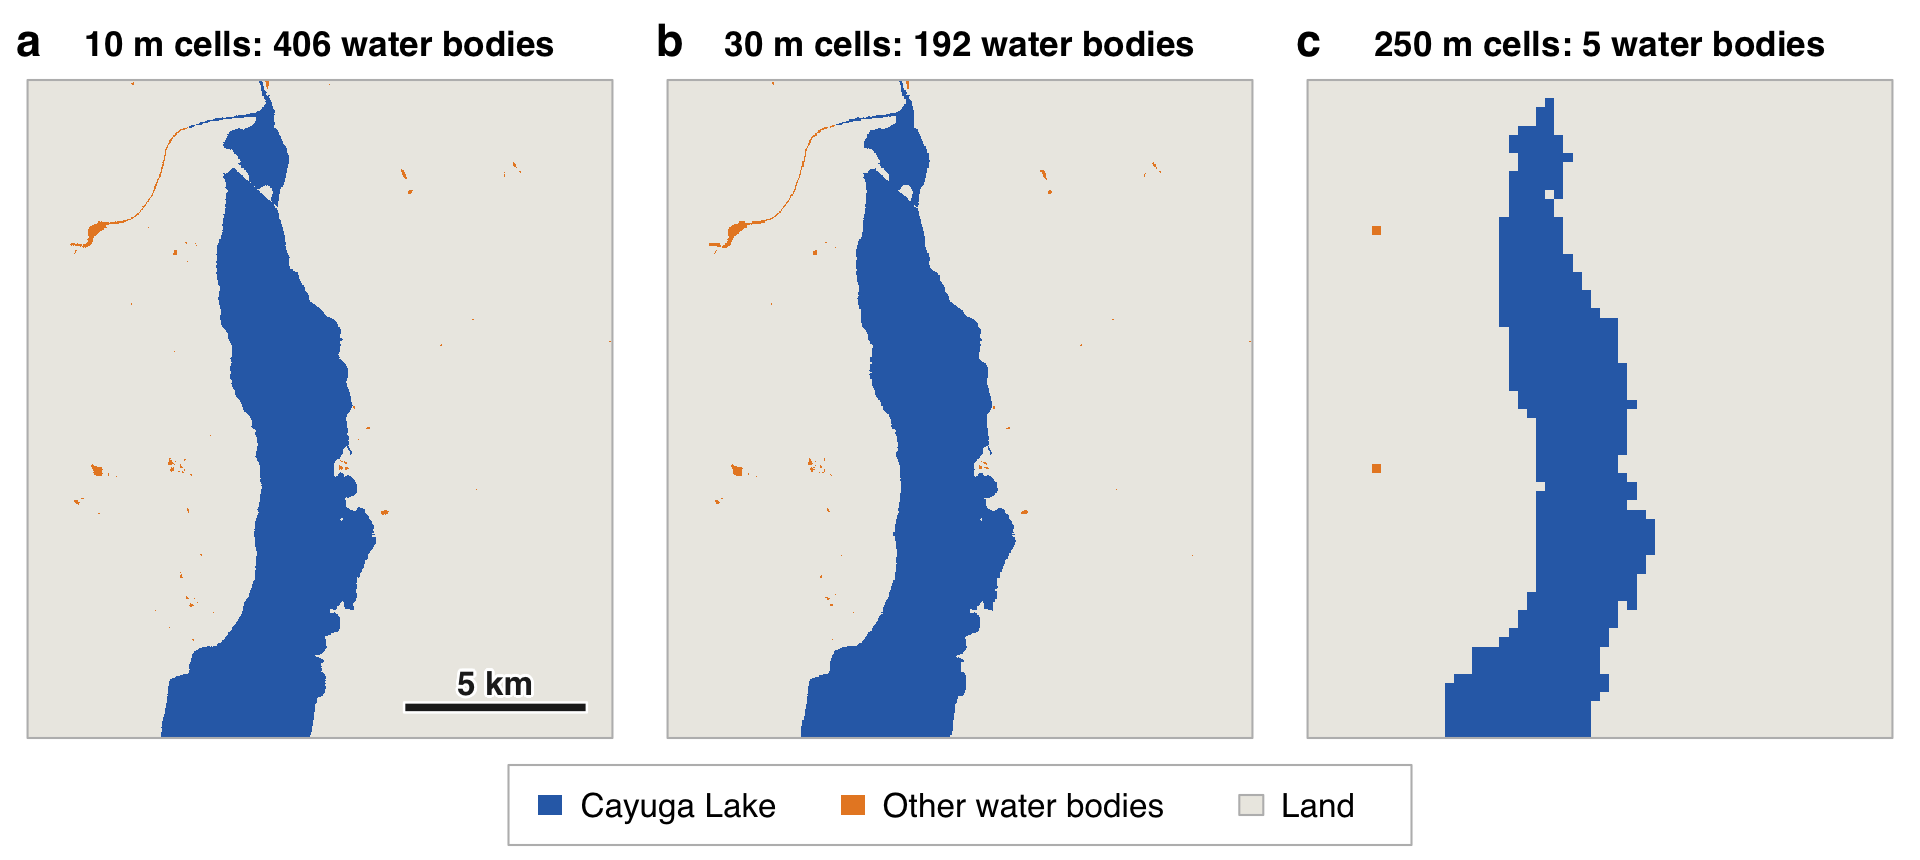 a 10 m cells: 406 water bodies
b 30 m cells: 192 water bodies
c 250 m cells: 5 water bodies
5 km
Cayuga Lake
Other water bodies
Land